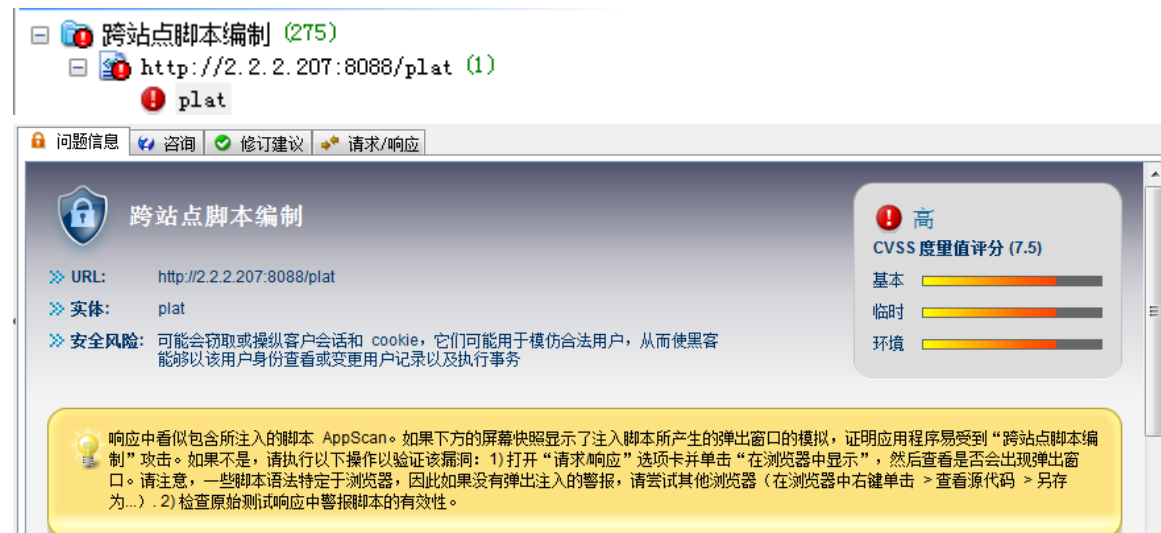 跨站点脚本编制 (275)
http://2.2.2.207:8088/plat (1)
plat
问题信息 咨询 修订建议 请求/响应
跨站点脚本编制
高
CVSS 度量值评分 (7.5)
URL: http://2.2.2.207:8088/plat
基本
实体: plat
临时
安全风险: 可能会窃取或操纵客户会话和 cookie，它们可能用于模仿合法用户，从而使黑客
能够以该用户身份查看或变更用户记录以及执行事务
环境
响应中看似包含所注入的脚本 AppScan。如果下方的屏幕快照显示了注入脚本所产生的弹出窗口的模拟，证明应用程序易受到“跨站点脚本编
制”攻击。如果不是，请执行以下操作以验证该漏洞：1) 打开“请求/响应”选项卡并单击“在浏览器中显示”，然后查看是否会出现弹出窗
口。请注意，一些脚本语法特定于浏览器，因此如果没有弹出注入的警报，请尝试其他浏览器（在浏览器中右键单击 > 查看源代码 > 另存
为...）. 2) 检查原始测试响应中警报脚本的有效性。